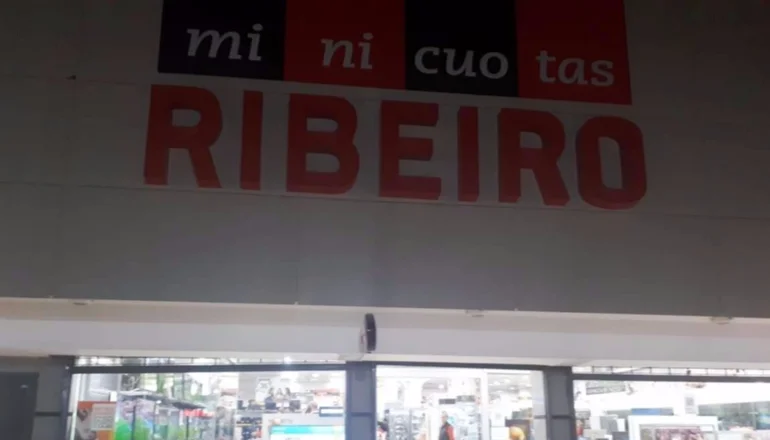 mi ni cuo tas
RIBEIRO